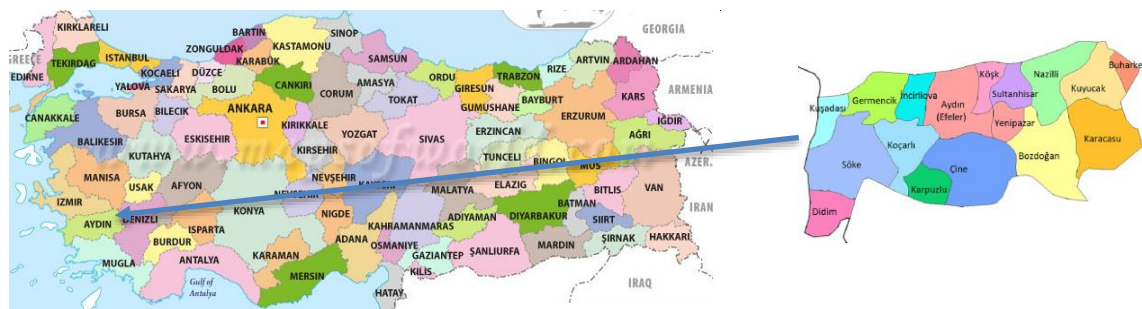 KIRKLARELI
EDIRNE
TEKIRDAG
ISTANBUL
GREECE
KOCAELI
YALOVA
SAKARYA
DÜZCE
ZONGULDAK
BARTIN
KARABÜK
KASTAMONU
SINOP
BOLU
CANKIRI
CORUM
SAMSUN
AMASYA
TOKAT
ORDU
GIRESUN
TRABZON
GUMUSHANE
RIZE
BAYBURT
ARTVIN
ARDAHAN
GEORGIA
KARS
ARMENIA
IĞDIR
AĞRI
ERZURUM
ERZINCAN
CANAKKALE
BALIKESIR
BURSA
BILECIK
ESKISEHIR
KUTAHYA
ANKARA
KIRIKKALE
KIRSEHIR
YOZGAT
SIVAS
TUNCELI
BINGOL
MUS
AZER.
MANISA
USAK
AFYON
IZMIR
AYDIN
DENIZLI
ISPARTA
BURDUR
MUGLA
ANTALYA
Gulf of
Antalya
KONYA
KARAMAN
MERSIN
NEVŞEHIR
NIGDE
ADANA
KAHRAMANMARAS
OSMANIYE
HATAY
GAZIANTEP
KILIS
MALATYA
ELAZIG
ADIYAMAN
ŞANLIURFA
DIYARBAKUR
BATMAN
MARDIN
SIIRT
BITLIS
VAN
ŞIRNAK
HAKKARI
IRAN
IRAQ
Kuşadası
Germencik
İncirliova
Aydın
(Efeler)
Köşk
Sultanhisar
Nazilli
Kuyucak
Buharke
Yenipazar
Karacasu
Bozdoğan
Söke
Koçarlı
Çine
Karpuzlu
Didim